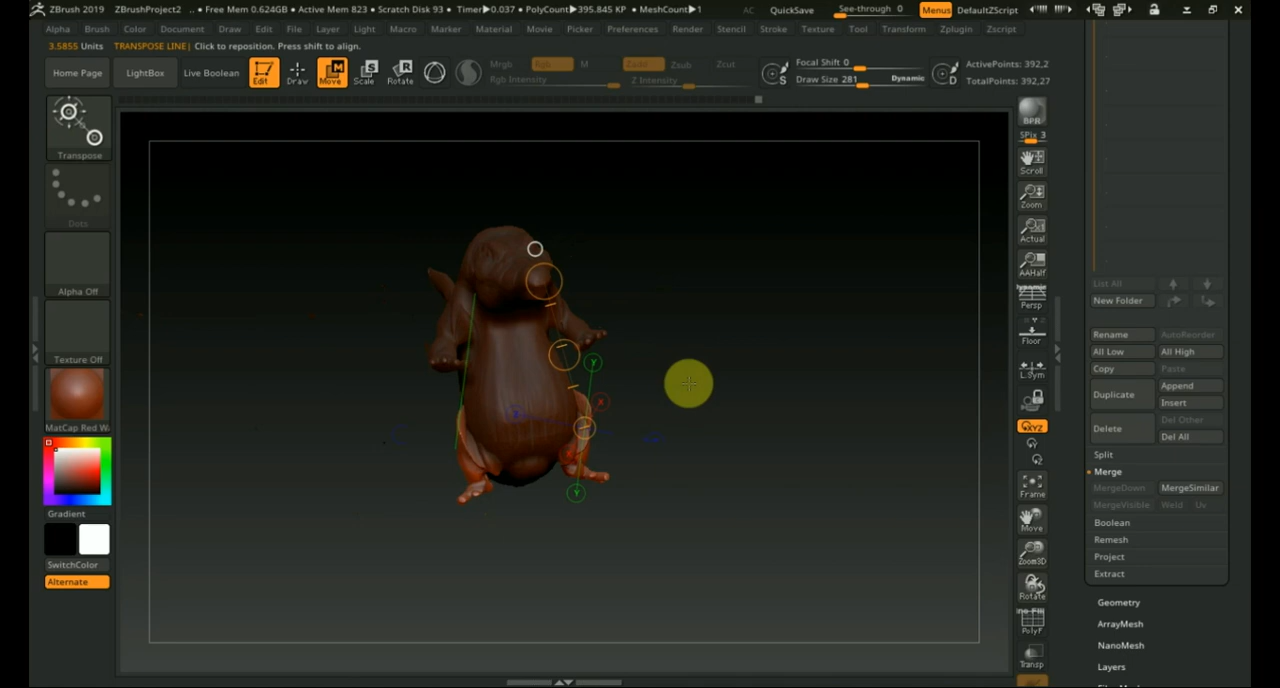 ZBrush 2019 ZBrushProject2 .. • Free Mem 0.624GB • Active Mem 823 • Scratch Disk 93 • Timer▶0.037 • PolyCount▶395.845 KP • MeshCount▶1 AC QuickSave See-through 0 Menus DefaultZScript
Alpha Brush Color Document Draw Edit File Layer Light Macro Marker Material Movie Picker Preferences Render Stencil Stroke Texture Tool Transform Zplugin Zscript
3.5855 Units TRANSPOSE LINE| Click to reposition. Press shift to align.
Home Page LightBox Live Boolean Edit Draw Move Scale Rotate
Mrgb Rgb M Zadd Zsub Zcut
Rgb Intensity Z Intensity
Focal Shift 0
Draw Size 281 Dynamic
ActivePoints: 392,2
TotalPoints: 392,27
Transpose
Dots
Alpha Off
Texture Off
MatCap Red W
Gradient
SwitchColor
Alternate
Y
X
Y
BPR
SPix 3
Scroll
Zoom
Actual
AAHalf
Dynamic
Persp
Floor
L.Sym
XYZ
Frame
Move
Zoom3D
Rotate
Line Fill
PolyF
Transp
List All
New Folder
Rename AutoReorder
All Low All High
Copy Paste
Duplicate Append
Insert
Delete Del Other
Del All
Split
Merge
MergeDown MergeSimilar
MergeVisible Weld Uv
Boolean
Remesh
Project
Extract
Geometry
ArrayMesh
NanoMesh
Layers